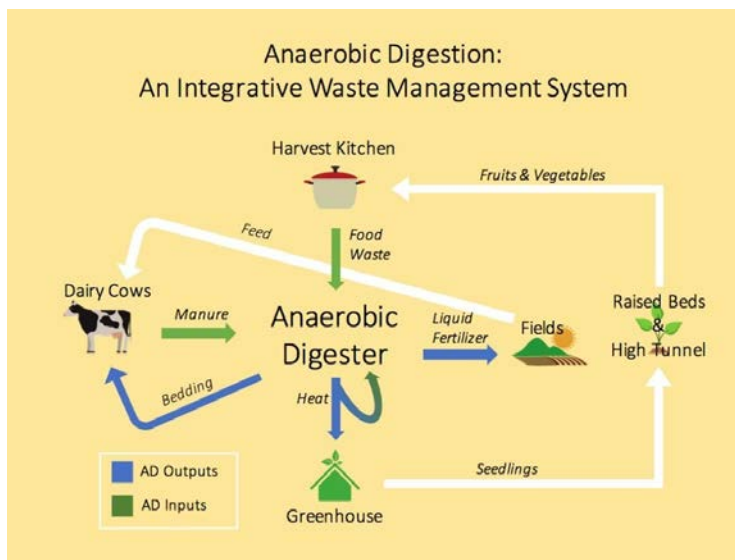 Anaerobic Digestion:
An Integrative Waste Management System
Harvest Kitchen
Fruits & Vegetables
Feed
Food
Waste
Dairy Cows
Manure
Anaerobic
Digester
Liquid
Fertilizer
Fields
Raised Beds
&
High Tunnel
Bedding
Heat
AD Outputs
AD Inputs
Greenhouse
Seedlings